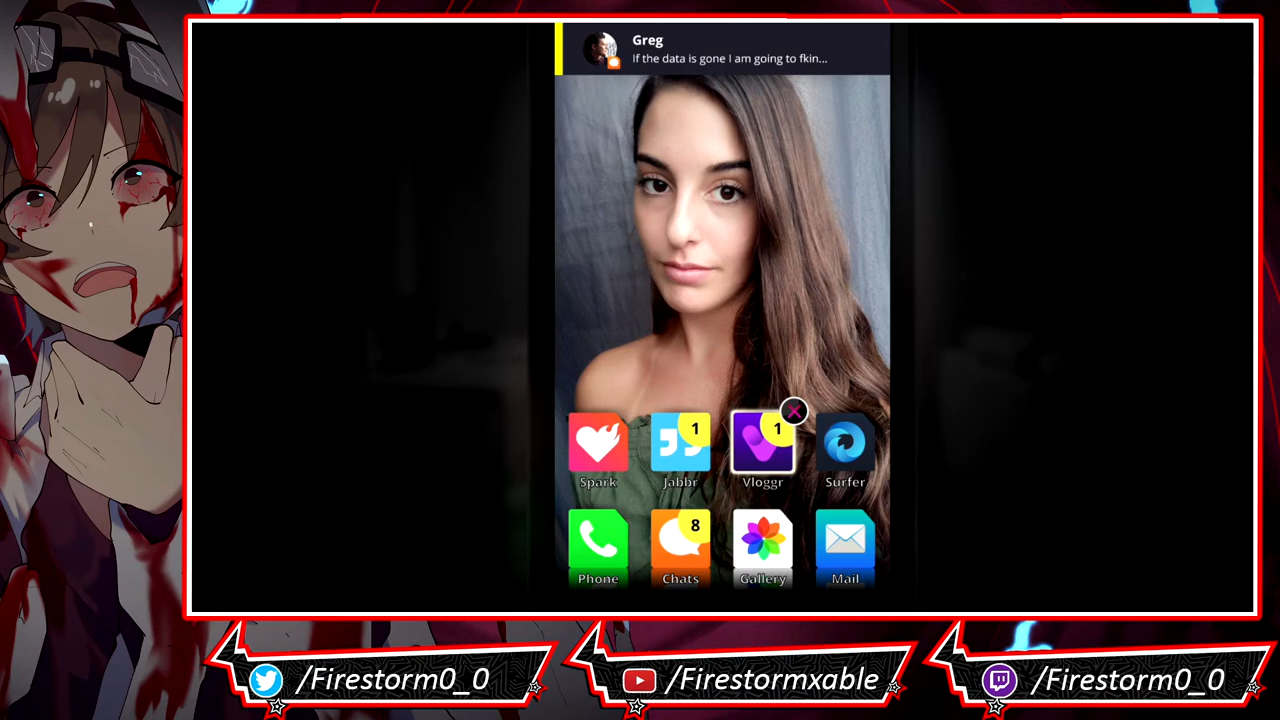 Greg
If the data is gone I am going to fkin...
1
1
Spark
Jabbr
Vloggr
Surfer
8
Phone
Chats
Gallery
Mail
/Firestorm0_0
/Firestormxable
/Firestorm0_0